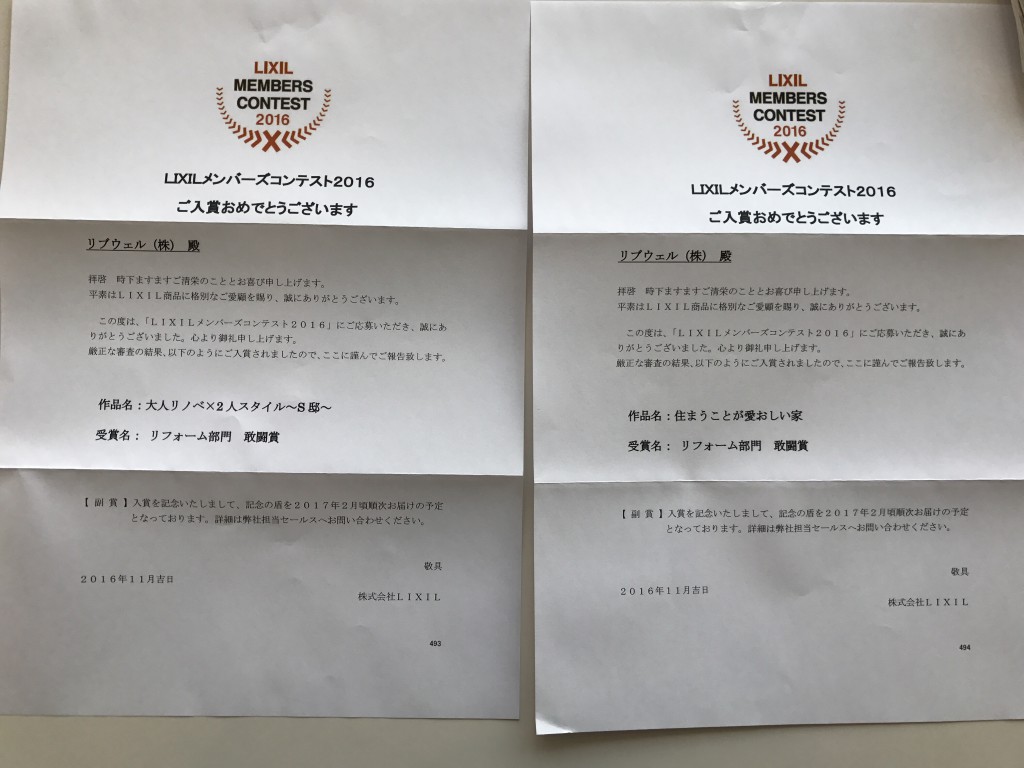 LIXIL
MEMBERS
CONTEST
2016
LIXILメンバーズコンテスト2016
ご入賞おめでとうございます
リブウェル（株）　殿
拝啓　時下ますますご清栄のこととお喜び申し上げます。
平素はＬＩＸＩＬ商品に格別なご愛顧を賜り、誠にありがとうございます。
この度は、「ＬＩＸＩＬメンバーズコンテスト２０１６」にご応募いただき、誠にあ
りがとうございました。心より御礼申し上げます。
厳正な審査の結果、以下のようにご入賞されましたので、ここに謹んでご報告致します。
作品名：大人リノベ×2人スタイル～S邸～
受賞名：　リフォーム部門　敢闘賞
【 副 賞 】入賞を記念いたしまして、記念の盾を２０１７年２月頃順次お届けの予定
となっております。詳細は弊社担当セールスへお問い合わせください。
敬具
２０１６年１１月吉日
株式会社ＬＩＸＩＬ
493
LIXIL
MEMBERS
CONTEST
2016
LIXILメンバーズコンテスト2016
ご入賞おめでとうございます
リブウェル（株）　殿
拝啓　時下ますますご清栄のこととお喜び申し上げます。
平素はＬＩＸＩＬ商品に格別なご愛顧を賜り、誠にありがとうございます。
この度は、「ＬＩＸＩＬメンバーズコンテスト２０１６」にご応募いただき、誠にあ
りがとうございました。心より御礼申し上げます。
厳正な審査の結果、以下のようにご入賞されましたので、ここに謹んでご報告致します。
作品名：住まうことが愛おしい家
受賞名：　リフォーム部門　敢闘賞
【 副 賞 】入賞を記念いたしまして、記念の盾を２０１７年２月頃順次お届けの予定
となっております。詳細は弊社担当セールスへお問い合わせください。
敬具
２０１６年１１月吉日
株式会社ＬＩＸＩＬ
494